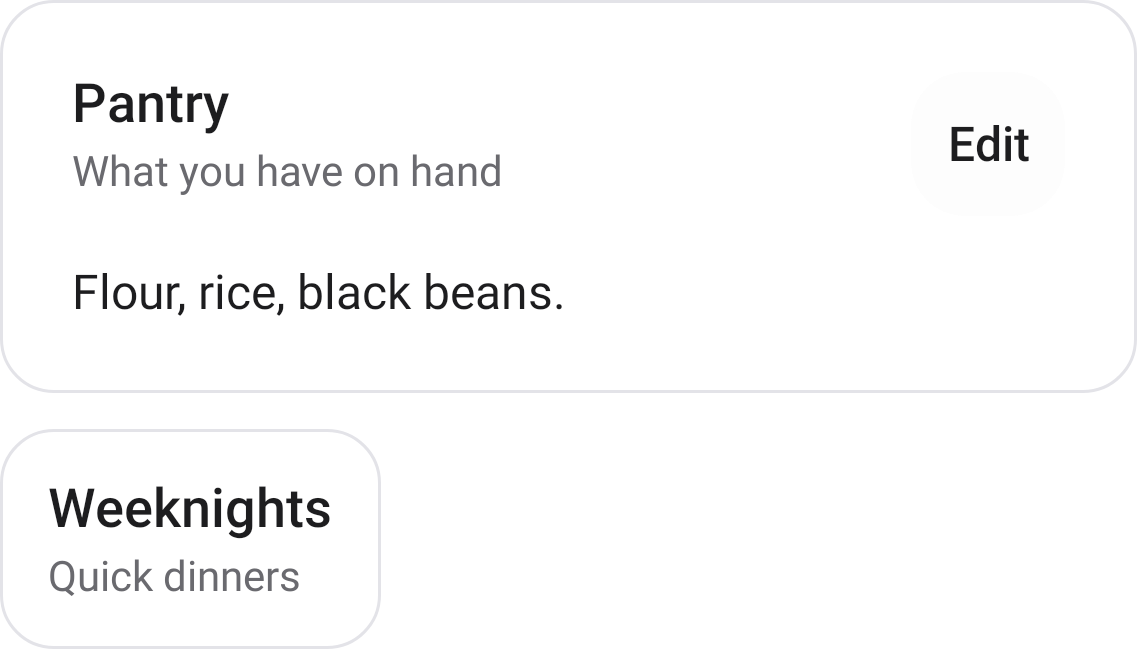 Pantry
What you have on hand
Edit
Flour, rice, black beans.
Weeknights
Quick dinners